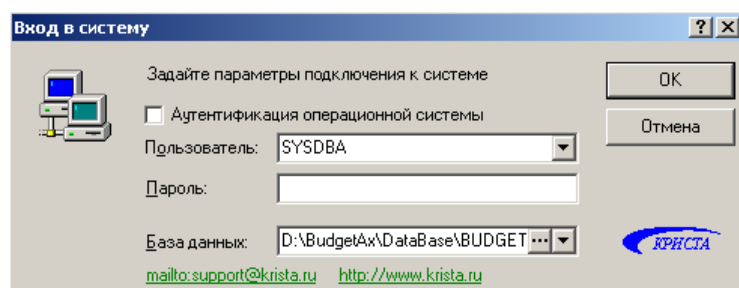 Вход в систему
Задайте параметры подключения к системе
OK
Аутентификация операционной системы
Отмена
Пользователь: SYSDBA
Пароль:
База данных: D:\BudgetAx\DataBase\BUDGET ...
КРИСТА
mailto:support@krista.ru http://www.krista.ru